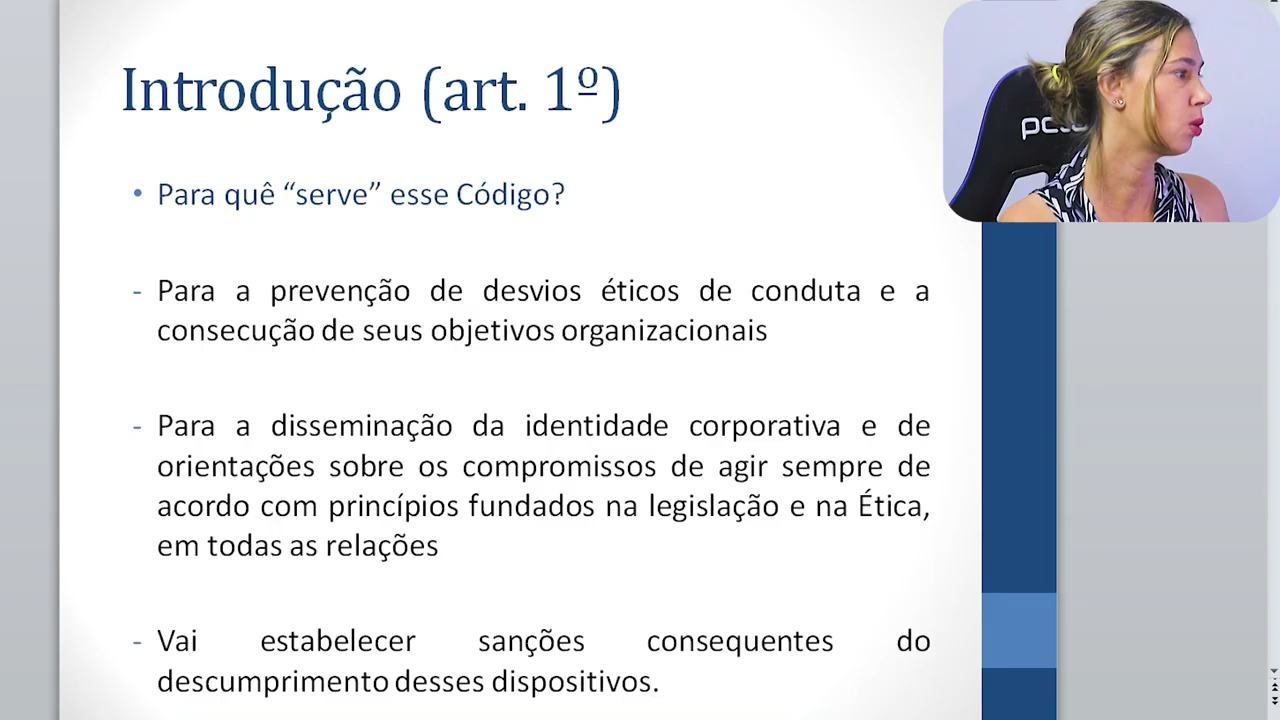 Introdução (art. 1º)
• Para quê “serve” esse Código?
- Para a prevenção de desvios éticos de conduta e a
consecução de seus objetivos organizacionais
- Para a disseminação da identidade corporativa e de
orientações sobre os compromissos de agir sempre de
acordo com princípios fundados na legislação e na Ética,
em todas as relações
- Vai estabelecer sanções consequentes do
descumprimento desses dispositivos.